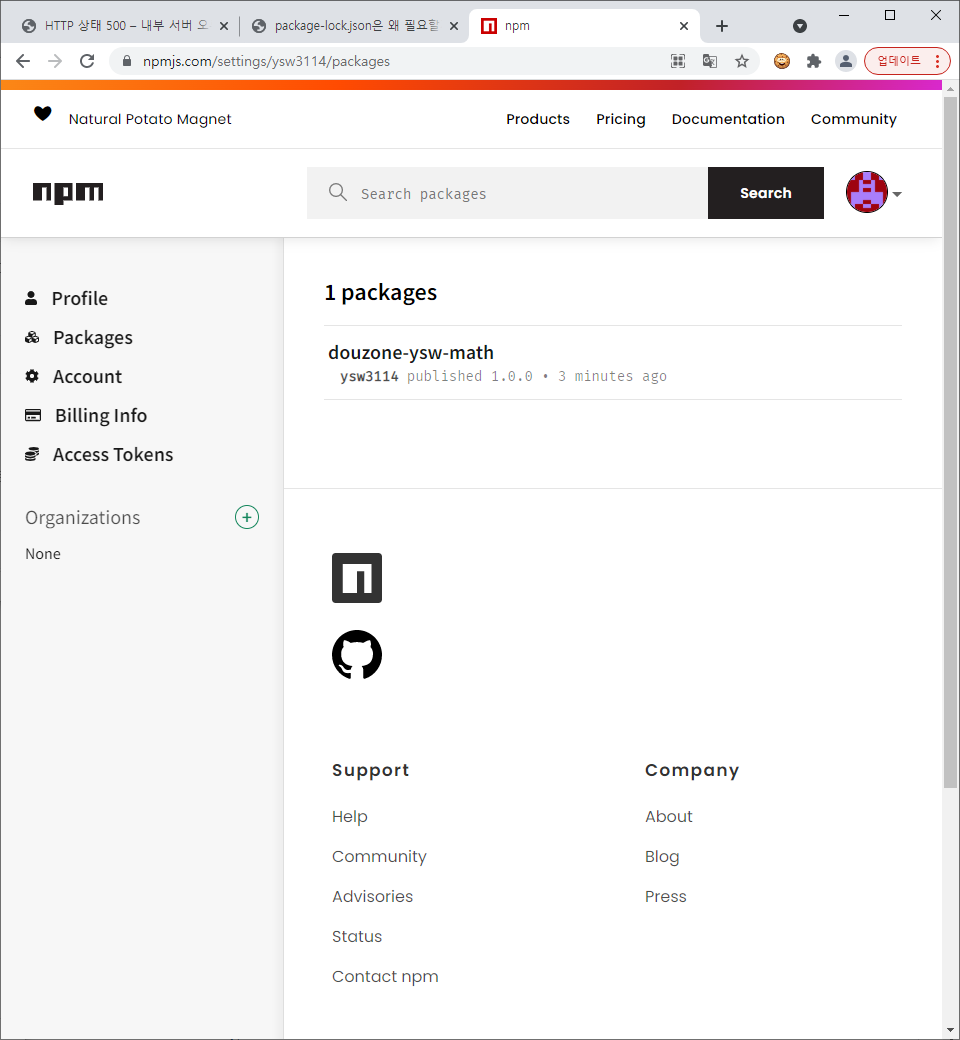 HTTP 상태 500 – 내부 서버 오
package-lock.json은 왜 필요할
npm
npmjs.com/settings/ysw3114/packages
업데이트
Natural Potato Magnet
Products
Pricing
Documentation
Community
npm
Search packages
Search
Profile
Packages
Account
Billing Info
Access Tokens
Organizations
None
1 packages
douzone-ysw-math
ysw3114 published 1.0.0 • 3 minutes ago
Support
Help
Community
Advisories
Status
Contact npm
Company
About
Blog
Press